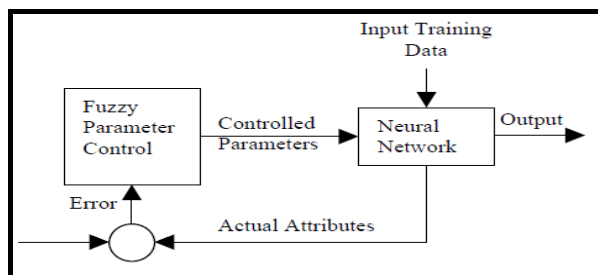 Input Training
Data
Fuzzy
Parameter
Control
Controlled
Parameters
Neural
Network
Output
Error
Actual Attributes